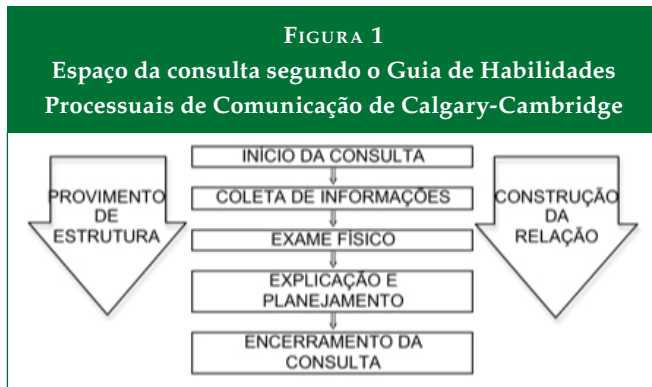 FIGURA 1
Espaço da consulta segundo o Guia de Habilidades
Processuais de Comunicação de Calgary-Cambridge
INÍCIO DA CONSULTA
PROVIMENTO
DE
ESTRUTURA
COLETA DE INFORMAÇÕES
EXAME FÍSICO
EXPLICAÇÃO E
PLANEJAMENTO
ENCERRAMENTO DA
CONSULTA
CONSTRUÇÃO
DA
RELAÇÃO